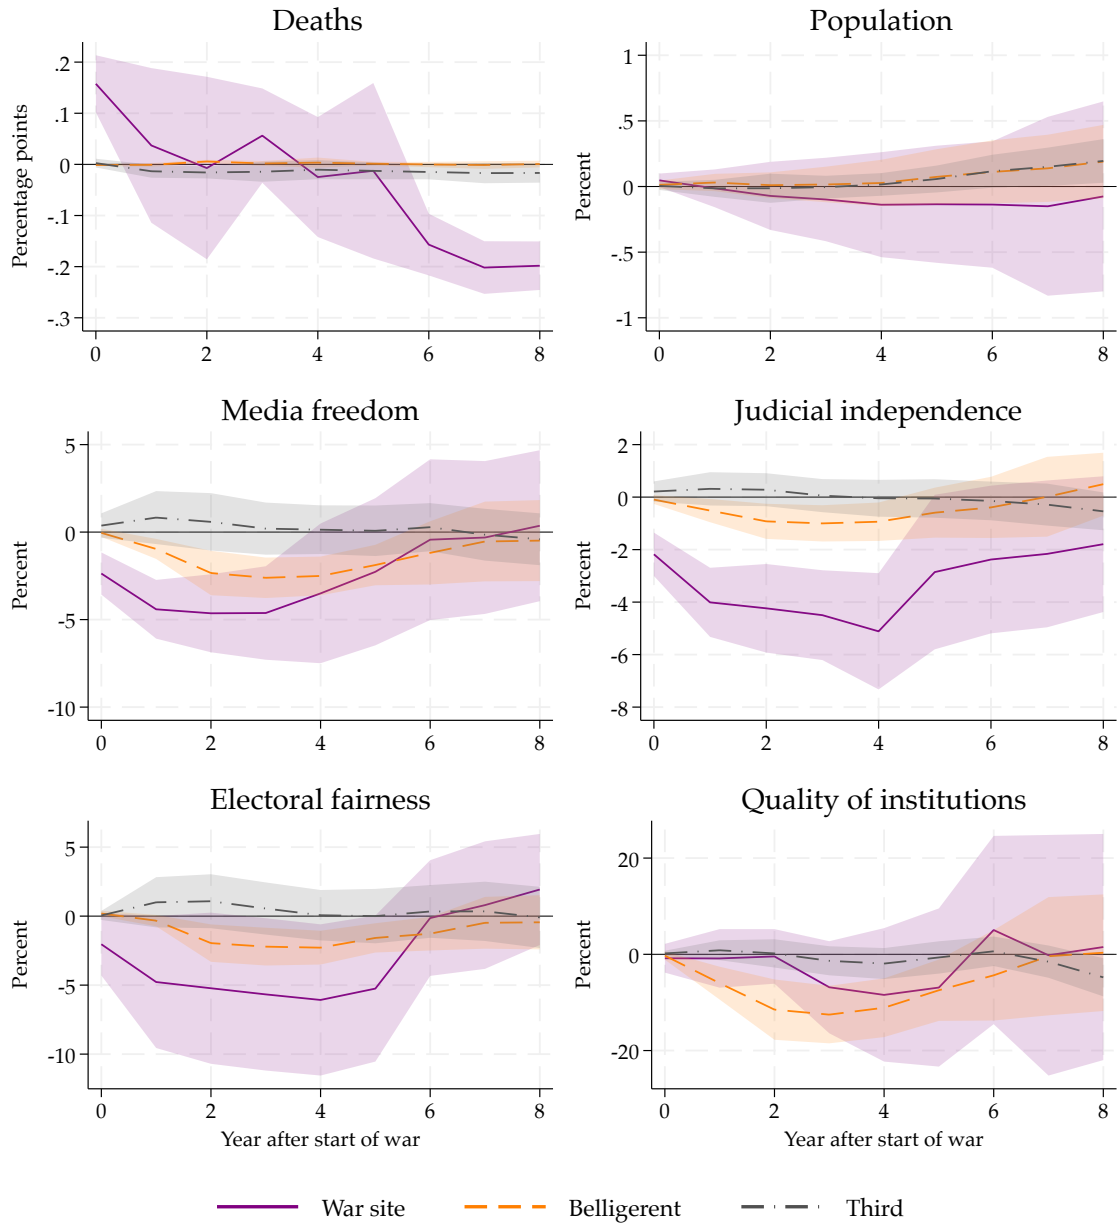 Deaths
Percentage points
.2
.1
0
-.1
-.2
-.3
0 2 4 6 8
Population
Percent
1
.5
0
-.5
-1
0 2 4 6 8
Media freedom
Percent
5
0
-5
-10
0 2 4 6 8
Judicial independence
Percent
2
0
-2
-4
-6
-8
0 2 4 6 8
Electoral fairness
Percent
5
0
-5
-10
0 2 4 6 8
Year after start of war
Quality of institutions
Percent
20
0
-20
0 2 4 6 8
Year after start of war
War site Belligerent Third